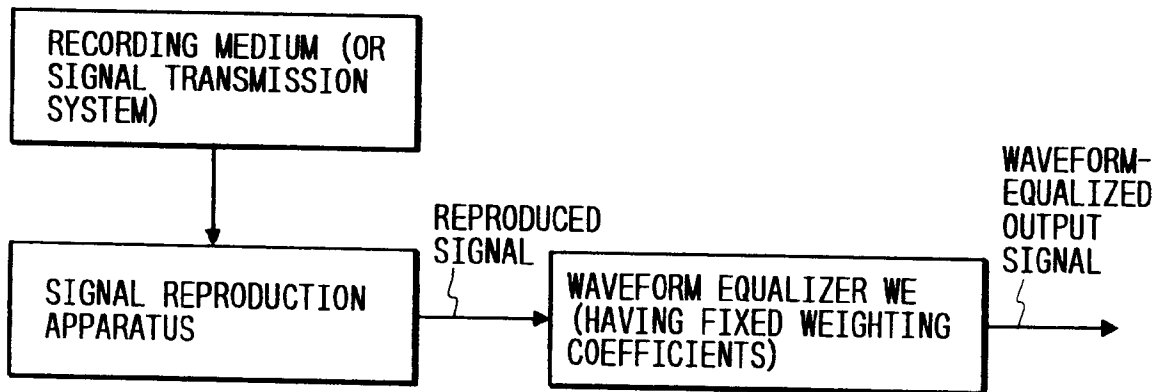 RECORDING MEDIUM (OR
SIGNAL TRANSMISSION
SYSTEM)
SIGNAL REPRODUCTION
APPARATUS
REPRODUCED
SIGNAL
WAVEFORM EQUALIZER WE
(HAVING FIXED WEIGHTING
COEFFICIENTS)
WAVEFORM-
EQUALIZED
OUTPUT
SIGNAL